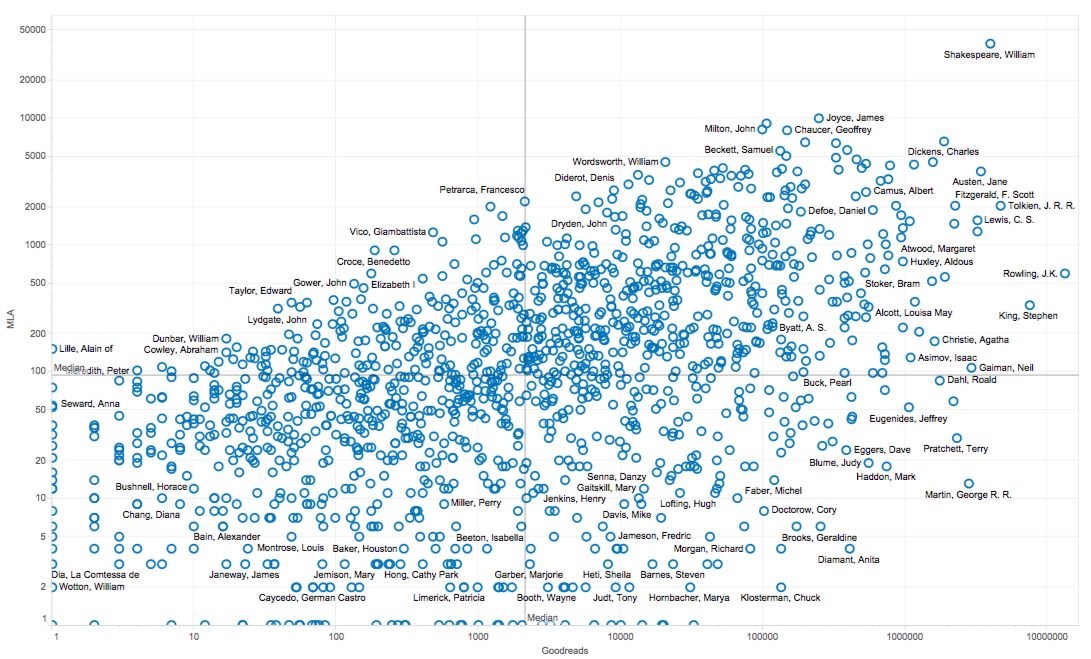 50000
Shakespeare, William
20000
10000
Joyce, James
Milton, John
Chaucer, Geoffrey
5000
Beckett, Samuel
Dickens, Charles
Wordsworth, William
Diderot, Denis
Austen, Jane
Petrarca, Francesco
Camus, Albert
Fitzgerald, F. Scott
2000
Defoe, Daniel
Tolkien, J. R. R.
Dryden, John
Lewis, C. S.
Vico, Giambattista
1000
Atwood, Margaret
Croce, Benedetto
Huxley, Aldous
Rowling, J.K.
500
Gower, John
Elizabeth I
Stoker, Bram
Taylor, Edward
Lydgate, John
Alcott, Louisa May
King, Stephen
MLA
200
Byatt, A. S.
Dunbar, William
Christie, Agatha
Lille, Alain of
Cowley, Abraham
Asimov, Isaac
Median
Gaiman, Neil
100
Meredith, Peter
Buck, Pearl
Dahl, Roald
50
Seward, Anna
Eugenides, Jeffrey
Eggers, Dave
Pratchett, Terry
20
Blume, Judy
Senna, Danzy
Haddon, Mark
Bushnell, Horace
Gaitskill, Mary
Faber, Michel
Martin, George R. R.
10
Miller, Perry
Jenkins, Henry
Lofting, Hugh
Chang, Diana
Davis, Mike
Doctorow, Cory
5
Bain, Alexander
Beeton, Isabella
Jameson, Fredric
Brooks, Geraldine
Montrose, Louis
Baker, Houston
Morgan, Richard
Diamant, Anita
Dia, La Comtessa de
Janeway, James
Jemison, Mary
Hong, Cathy Park
Garber, Marjorie
Heti, Sheila
Barnes, Steven
2
Wotton, William
Caycedo, German Castro
Limerick, Patricia
Booth, Wayne
Judt, Tony
Hornbacher, Marya
Klosterman, Chuck
1
Median
1
10
100
1000
10000
100000
1000000
10000000
Goodreads